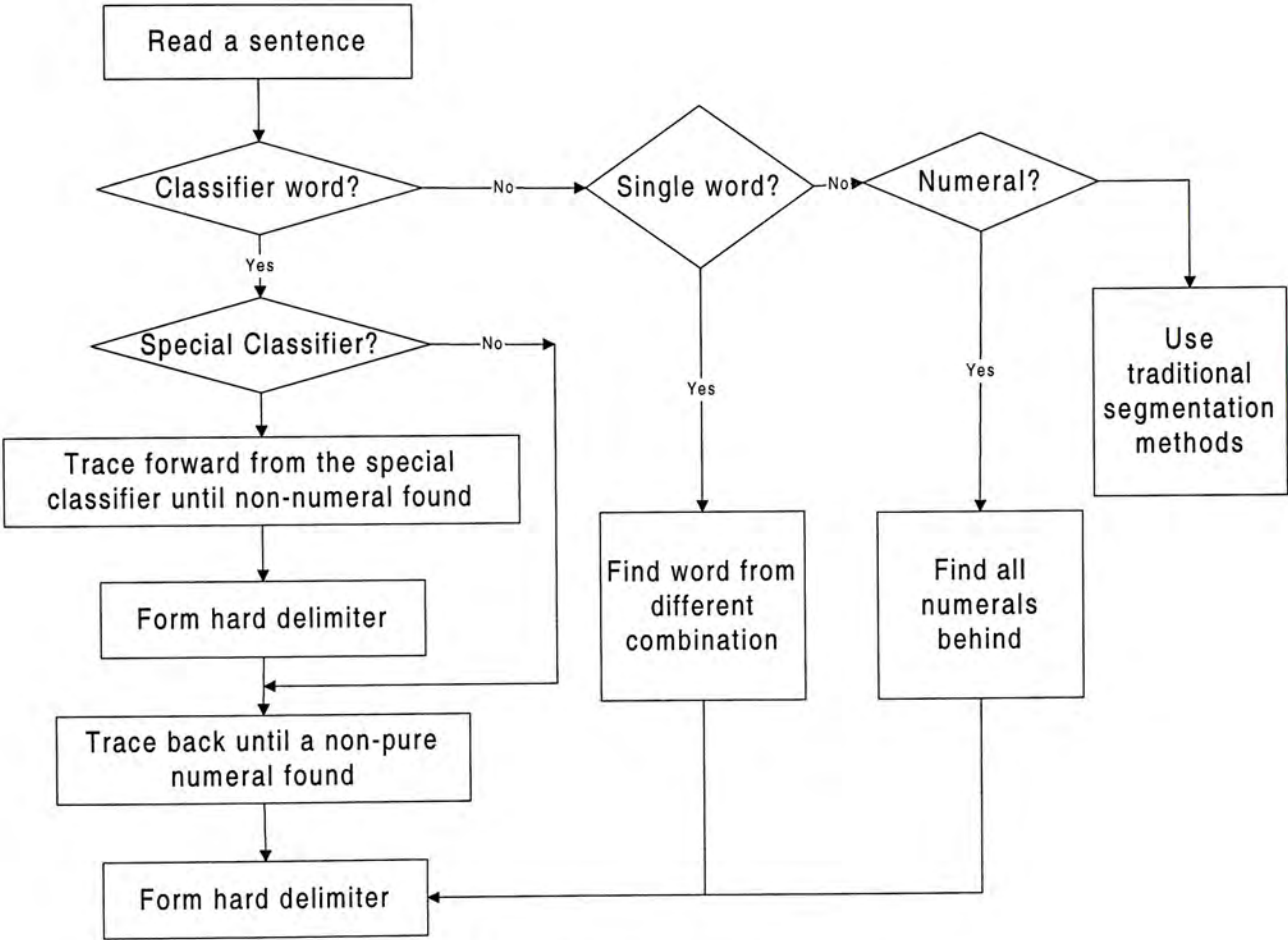 Read a sentence
Classifier word?
No
Single word?
No
Numeral?
Yes
Special Classifier?
No
Yes
Yes
Use
traditional
segmentation
methods
Trace forward from the special
classifier until non-numeral found
Form hard delimiter
Find word from
different
combination
Find all
numerals
behind
Trace back until a non-pure
numeral found
Form hard delimiter